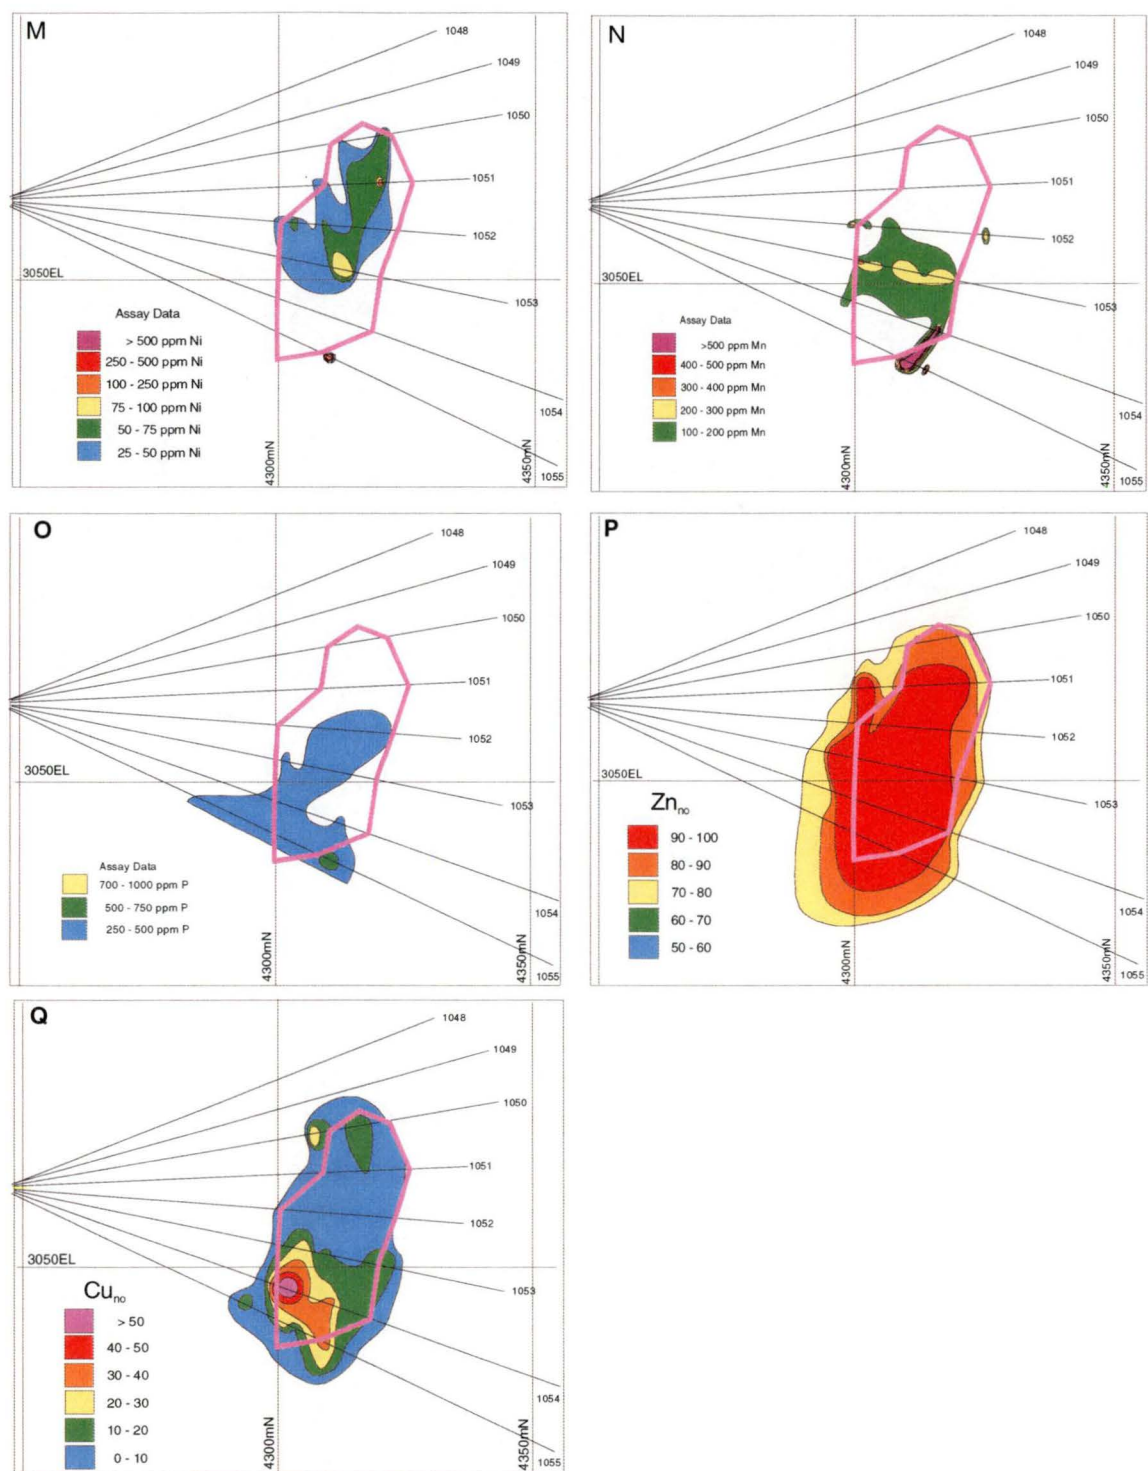 M
1048
1049
1050
1051
1052
3050EL
1053
Assay Data
> 500 ppm Ni
250 - 500 ppm Ni
100 - 250 ppm Ni
75 - 100 ppm Ni
50 - 75 ppm Ni
25 - 50 ppm Ni
4300mN
4350mN
1054
1055
N
1048
1049
1050
1051
1052
3050EL
1053
Assay Data
>500 ppm Mn
400 - 500 ppm Mn
300 - 400 ppm Mn
200 - 300 ppm Mn
100 - 200 ppm Mn
4300mN
4350mN
1054
1055
O
1048
1049
1050
1051
1052
3050EL
1053
Assay Data
700 - 1000 ppm P
500 - 750 ppm P
250 - 500 ppm P
4300mN
4350mN
1054
1055
P
1048
1049
1050
1051
1052
3050EL
1053
Zn no
90 - 100
80 - 90
70 - 80
60 - 70
50 - 60
4300mN
4350mN
1054
1055
Q
1048
1049
1050
1051
1052
3050EL
1053
Cu no
> 50
40 - 50
30 - 40
20 - 30
10 - 20
0 - 10
4300mN
4350mN
1054
1055